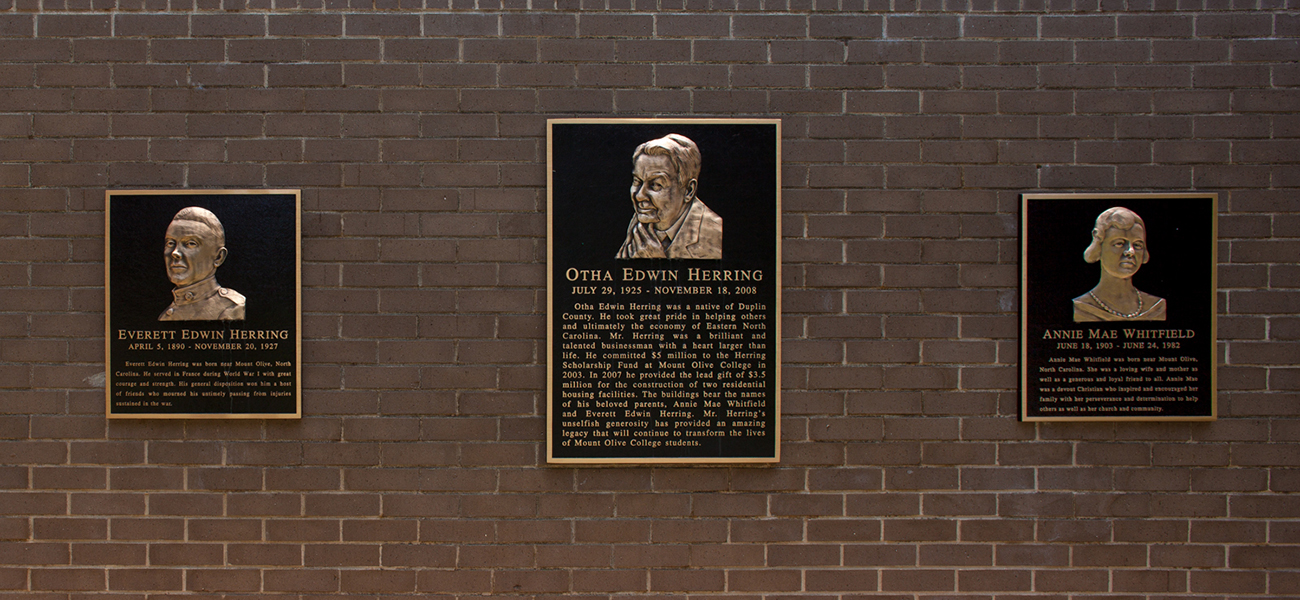 EVERETT EDWIN HERRING
APRIL 5, 1890 - NOVEMBER 20, 1927
Everett Edwin Herring was born near Mount Olive, North
Carolina. He served in France during World War I with great
courage and strength. His general disposition won him a host
of friends who mourned his untimely passing from injuries
sustained in the war.
OTHA EDWIN HERRING
JULY 29, 1925 - NOVEMBER 18, 2008
Otha Edwin Herring was a native of Duplin
County. He took great pride in helping others
and ultimately the economy of Eastern North
Carolina. Mr. Herring was a brilliant and
talented businessman with a heart larger than
life. He committed $5 million to the Herring
Scholarship Fund at Mount Olive College in
2003. In 2007 he provided the lead gift of $3.5
million for the construction of two residential
housing facilities. The buildings bear the names
of his beloved parents, Annie Mae Whitfield
and Everett Edwin Herring. Mr. Herring's
unselfish generosity has provided an amazing
legacy that will continue to transform the lives
of Mount Olive College students.
ANNIE MAE WHITFIELD
JUNE 18, 1903 - JUNE 24, 1982
Annie Mae Whitfield was born near Mount Olive,
North Carolina. She was a loving wife and mother as
well as a generous and loyal friend to all. Annie Mae
was a devout Christian who inspired and encouraged her
family with her perseverance and determination to help
others as well as her church and community.